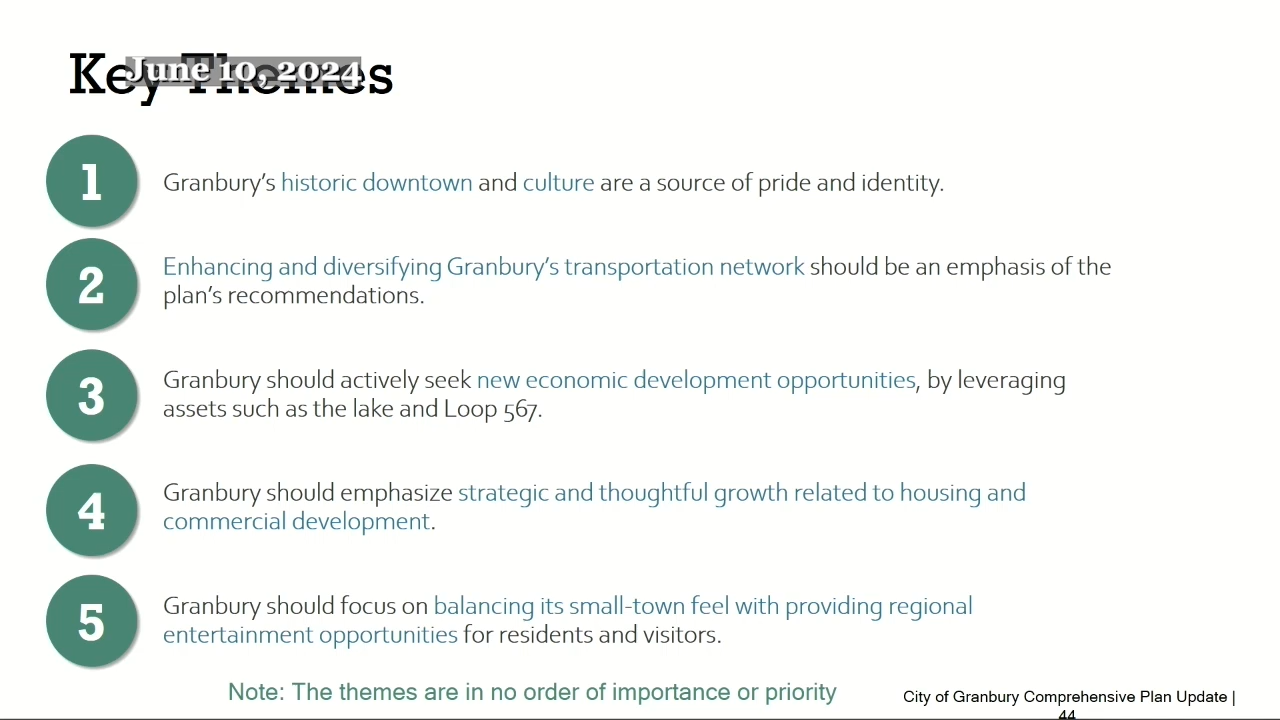 Key Themes
June 10, 2024
1
Granbury's historic downtown and culture are a source of pride and identity.
2
Enhancing and diversifying Granbury's transportation network should be an emphasis of the
plan's recommendations.
3
Granbury should actively seek new economic development opportunities, by leveraging
assets such as the lake and Loop 567.
4
Granbury should emphasize strategic and thoughtful growth related to housing and
commercial development.
5
Granbury should focus on balancing its small-town feel with providing regional
entertainment opportunities for residents and visitors.
Note: The themes are in no order of importance or priority
City of Granbury Comprehensive Plan Update |
44